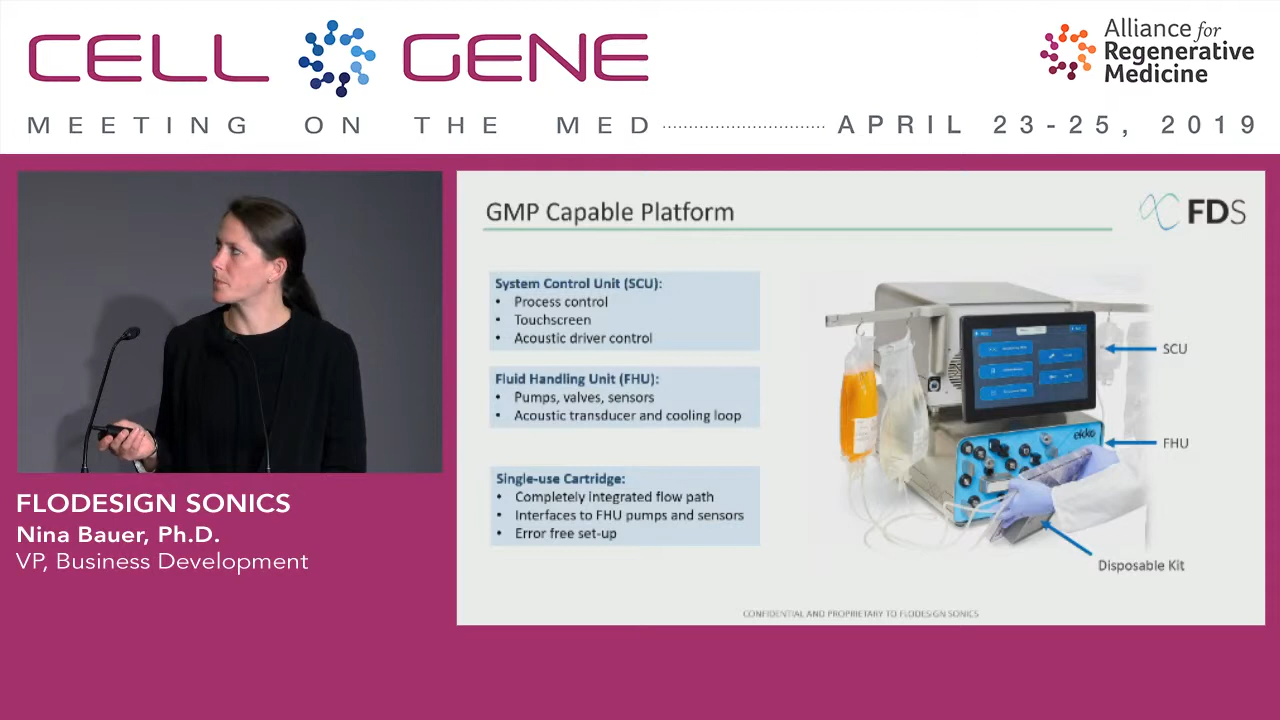 CELL GENE
MEETING ON THE MED
APRIL 23-25, 2019
Alliance for
Regenerative
Medicine
GMP Capable Platform
FDS
System Control Unit (SCU):
• Process control
• Touchscreen
• Acoustic driver control
Fluid Handling Unit (FHU):
• Pumps, valves, sensors
• Acoustic transducer and cooling loop
Single-use Cartridge:
• Completely integrated flow path
• Interfaces to FHU pumps and sensors
• Error free set-up
SCU
ekko
FHU
Disposable Kit
CONFIDENTIAL AND PROPRIETARY TO FLODESIGN SONICS
FLODESIGN SONICS
Nina Bauer, Ph.D.
VP, Business Development